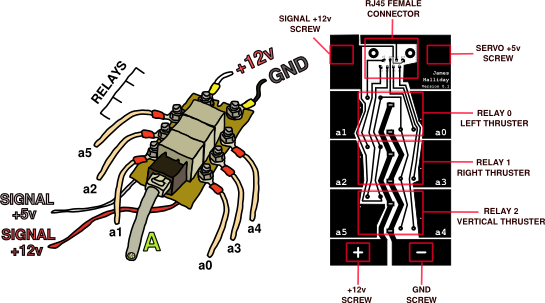 RELAYS
+12v
GND
a5
a2
SIGNAL
+5v
SIGNAL
+12v
a1
A
a0
a3
a4
RJ45 FEMALE
CONNECTOR
SIGNAL +12v
SCREW
SERVO +5v
SCREW
James
Halliday
Version 0.1
a1
a0
RELAY 0
LEFT THRUSTER
a2
a3
RELAY 1
RIGHT THRUSTER
a5
a4
RELAY 2
VERTICAL THRUSTER
+
−
+12v
SCREW
GND
SCREW